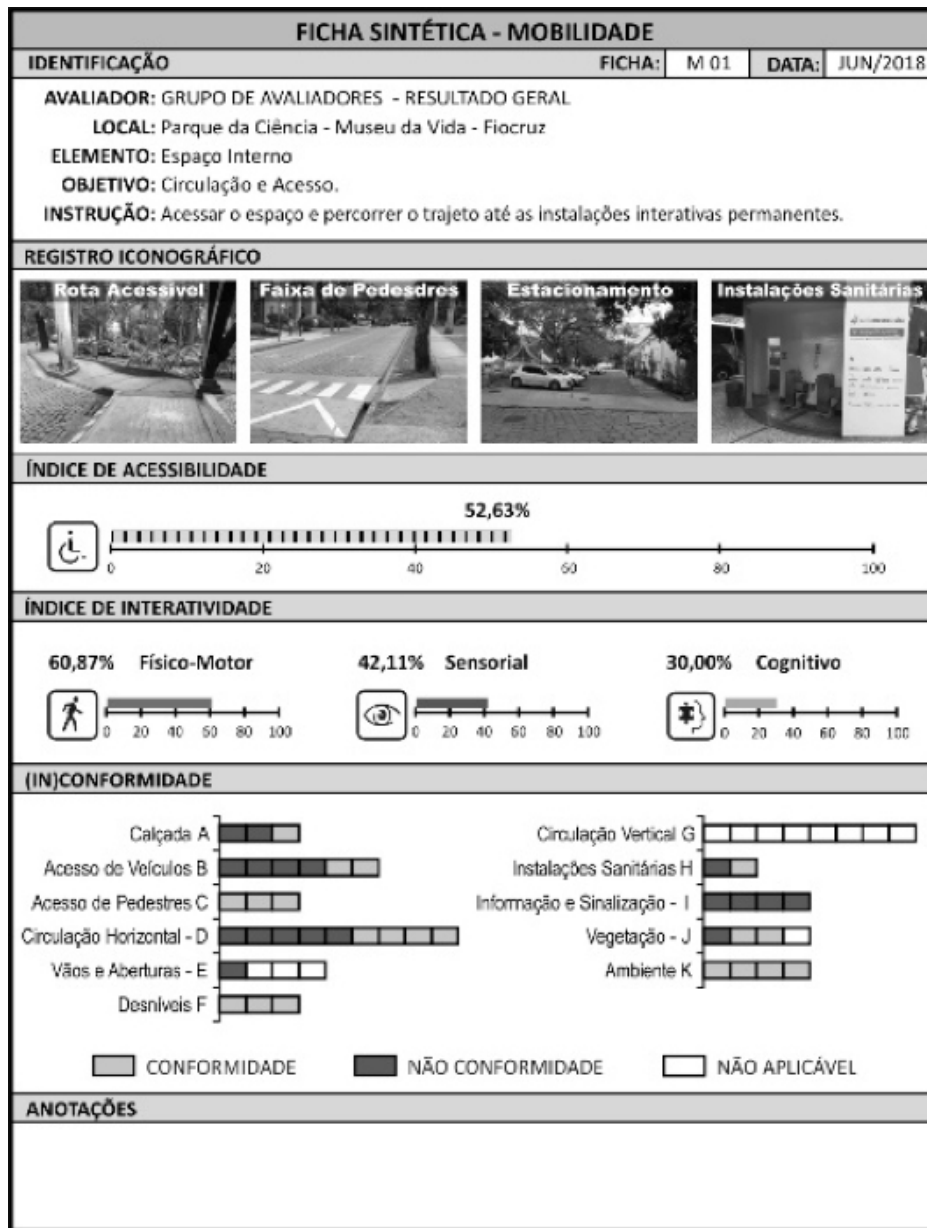 FICHA SINTÉTICA - MOBILIDADE
IDENTIFICAÇÃO FICHA: M 01 DATA: JUN/2018
AVALIADOR: GRUPO DE AVALIADORES - RESULTADO GERAL
LOCAL: Parque da Ciência - Museu da Vida - Fiocruz
ELEMENTO: Espaço Interno
OBJETIVO: Circulação e Acesso.
INSTRUÇÃO: Acessar o espaço e percorrer o trajeto até as instalações interativas permanentes.
REGISTRO ICONOGRÁFICO
Rota Acessível Faixa de Pedesdres Estacionamento Instalações Sanitárias
ÍNDICE DE ACESSIBILIDADE
52,63%
0 20 40 60 80 100
ÍNDICE DE INTERATIVIDADE
60,87% Físico-Motor 42,11% Sensorial 30,00% Cognitivo
0 20 40 60 80 100 0 20 40 60 80 100 0 20 40 60 80 100
(IN)CONFORMIDADE
Calçada A Circulação Vertical G
Acesso de Veículos B Instalações Sanitárias H
Acesso de Pedestres C Informação e Sinalização - I
Circulação Horizontal - D Vegetação - J
Vãos e Aberturas - E Ambiente K
Desníveis F
CONFORMIDADE NÃO CONFORMIDADE NÃO APLICÁVEL
ANOTAÇÕES